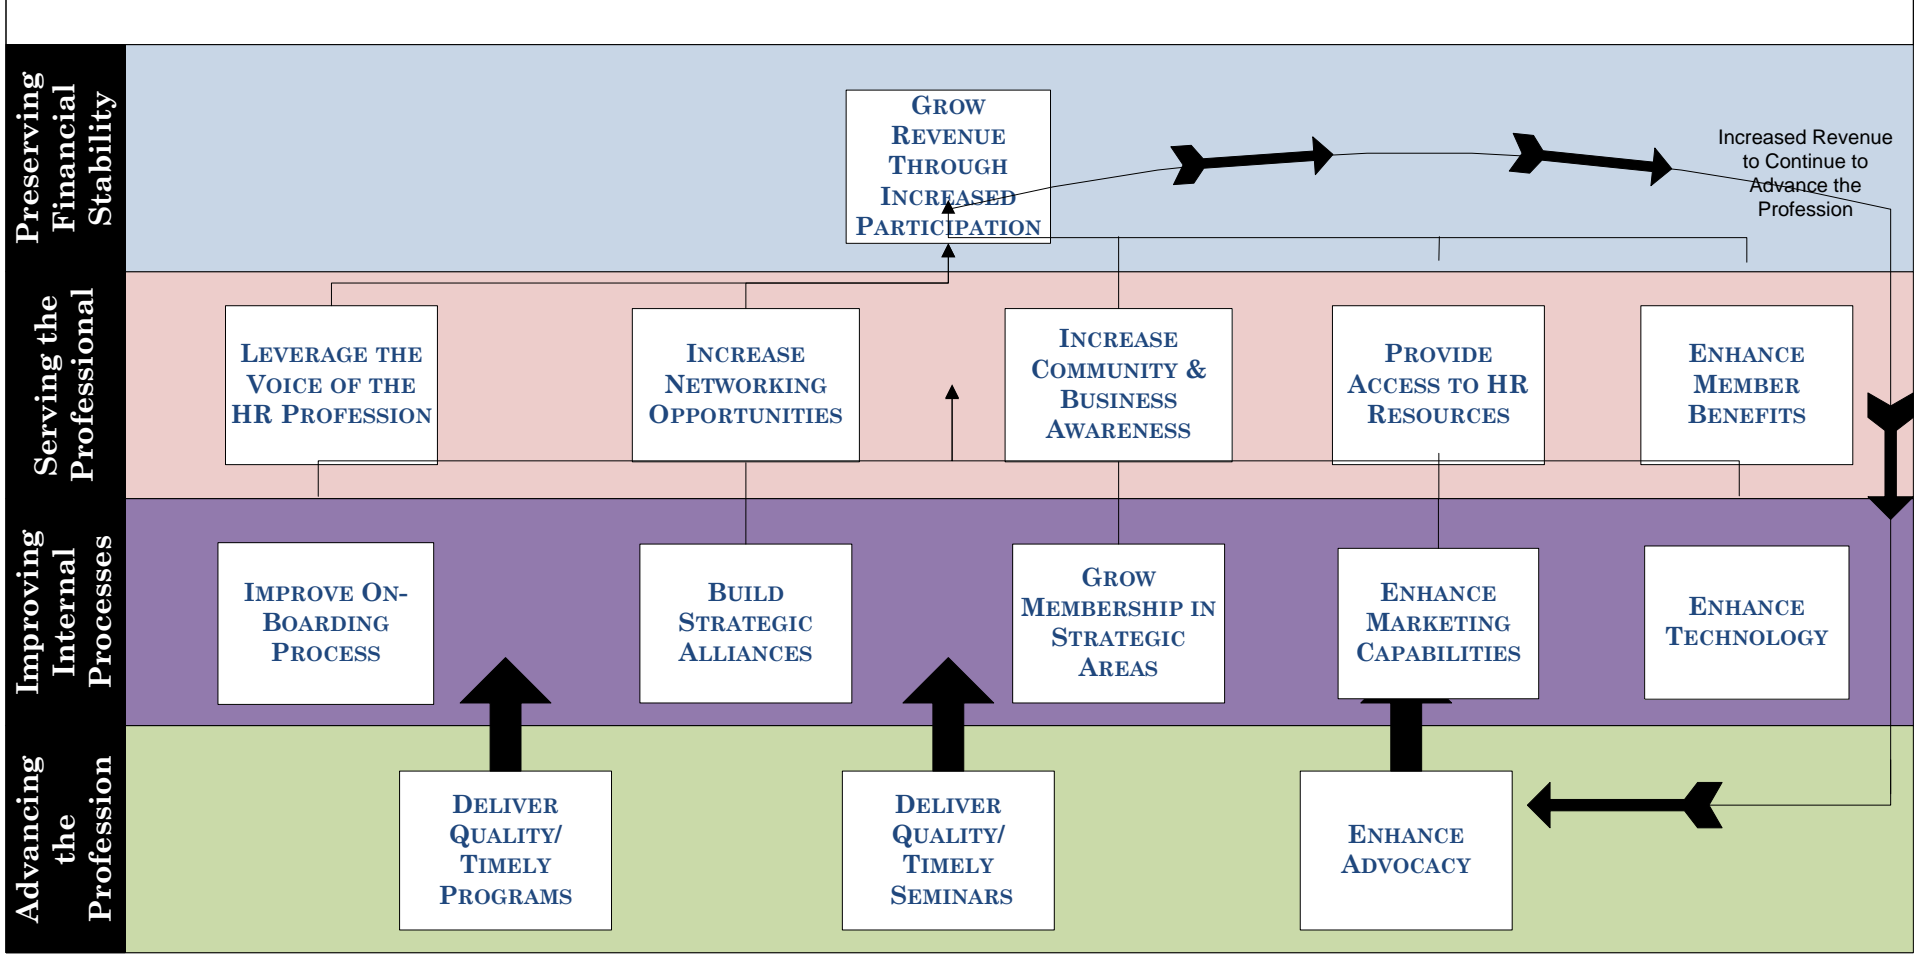 Preserving
Financial
Stability
GROW
REVENUE
THROUGH
INCREASED
PARTICIPATION
Increased Revenue
to Continue to
Advance the
Profession
Serving the
Professional
LEVERAGE THE
VOICE OF THE
HR PROFESSION
INCREASE
NETWORKING
OPPORTUNITIES
INCREASE
COMMUNITY &
BUSINESS
AWARENESS
PROVIDE
ACCESS TO HR
RESOURCES
ENHANCE
MEMBER
BENEFITS
Improving
Internal
Processes
IMPROVE ON-
BOARDING
PROCESS
BUILD
STRATEGIC
ALLIANCES
GROW
MEMBERSHIP IN
STRATEGIC
AREAS
ENHANCE
MARKETING
CAPABILITIES
ENHANCE
TECHNOLOGY
Advancing
the
Profession
DELIVER
QUALITY/
TIMELY
PROGRAMS
DELIVER
QUALITY/
TIMELY
SEMINARS
ENHANCE
ADVOCACY